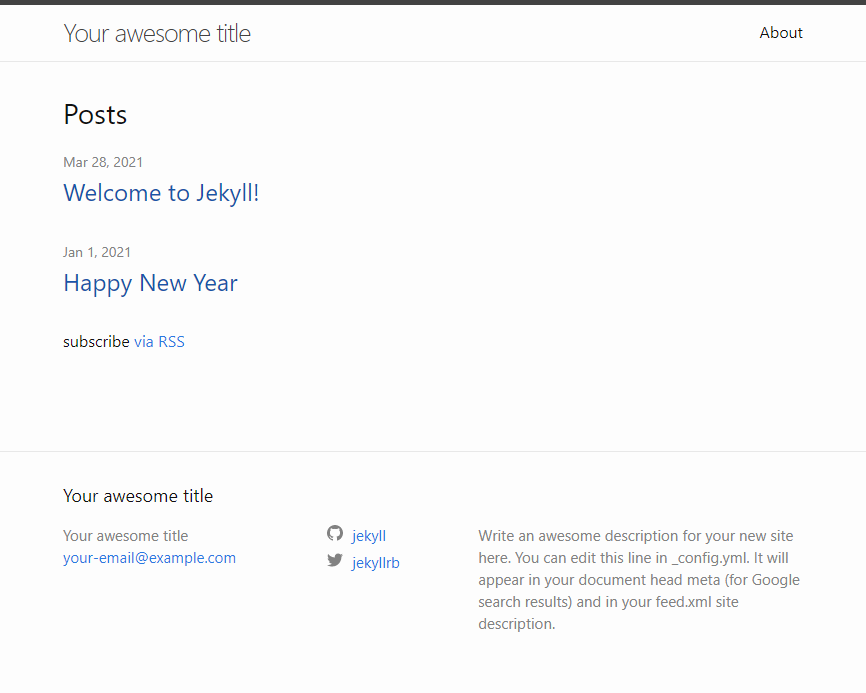 Your awesome title
About
Posts
Mar 28, 2021
Welcome to Jekyll!
Jan 1, 2021
Happy New Year
subscribe via RSS
Your awesome title
Your awesome title
your-email@example.com
jekyll
jekyllrb
Write an awesome description for your new site
here. You can edit this line in _config.yml. It will
appear in your document head meta (for Google
search results) and in your feed.xml site
description.